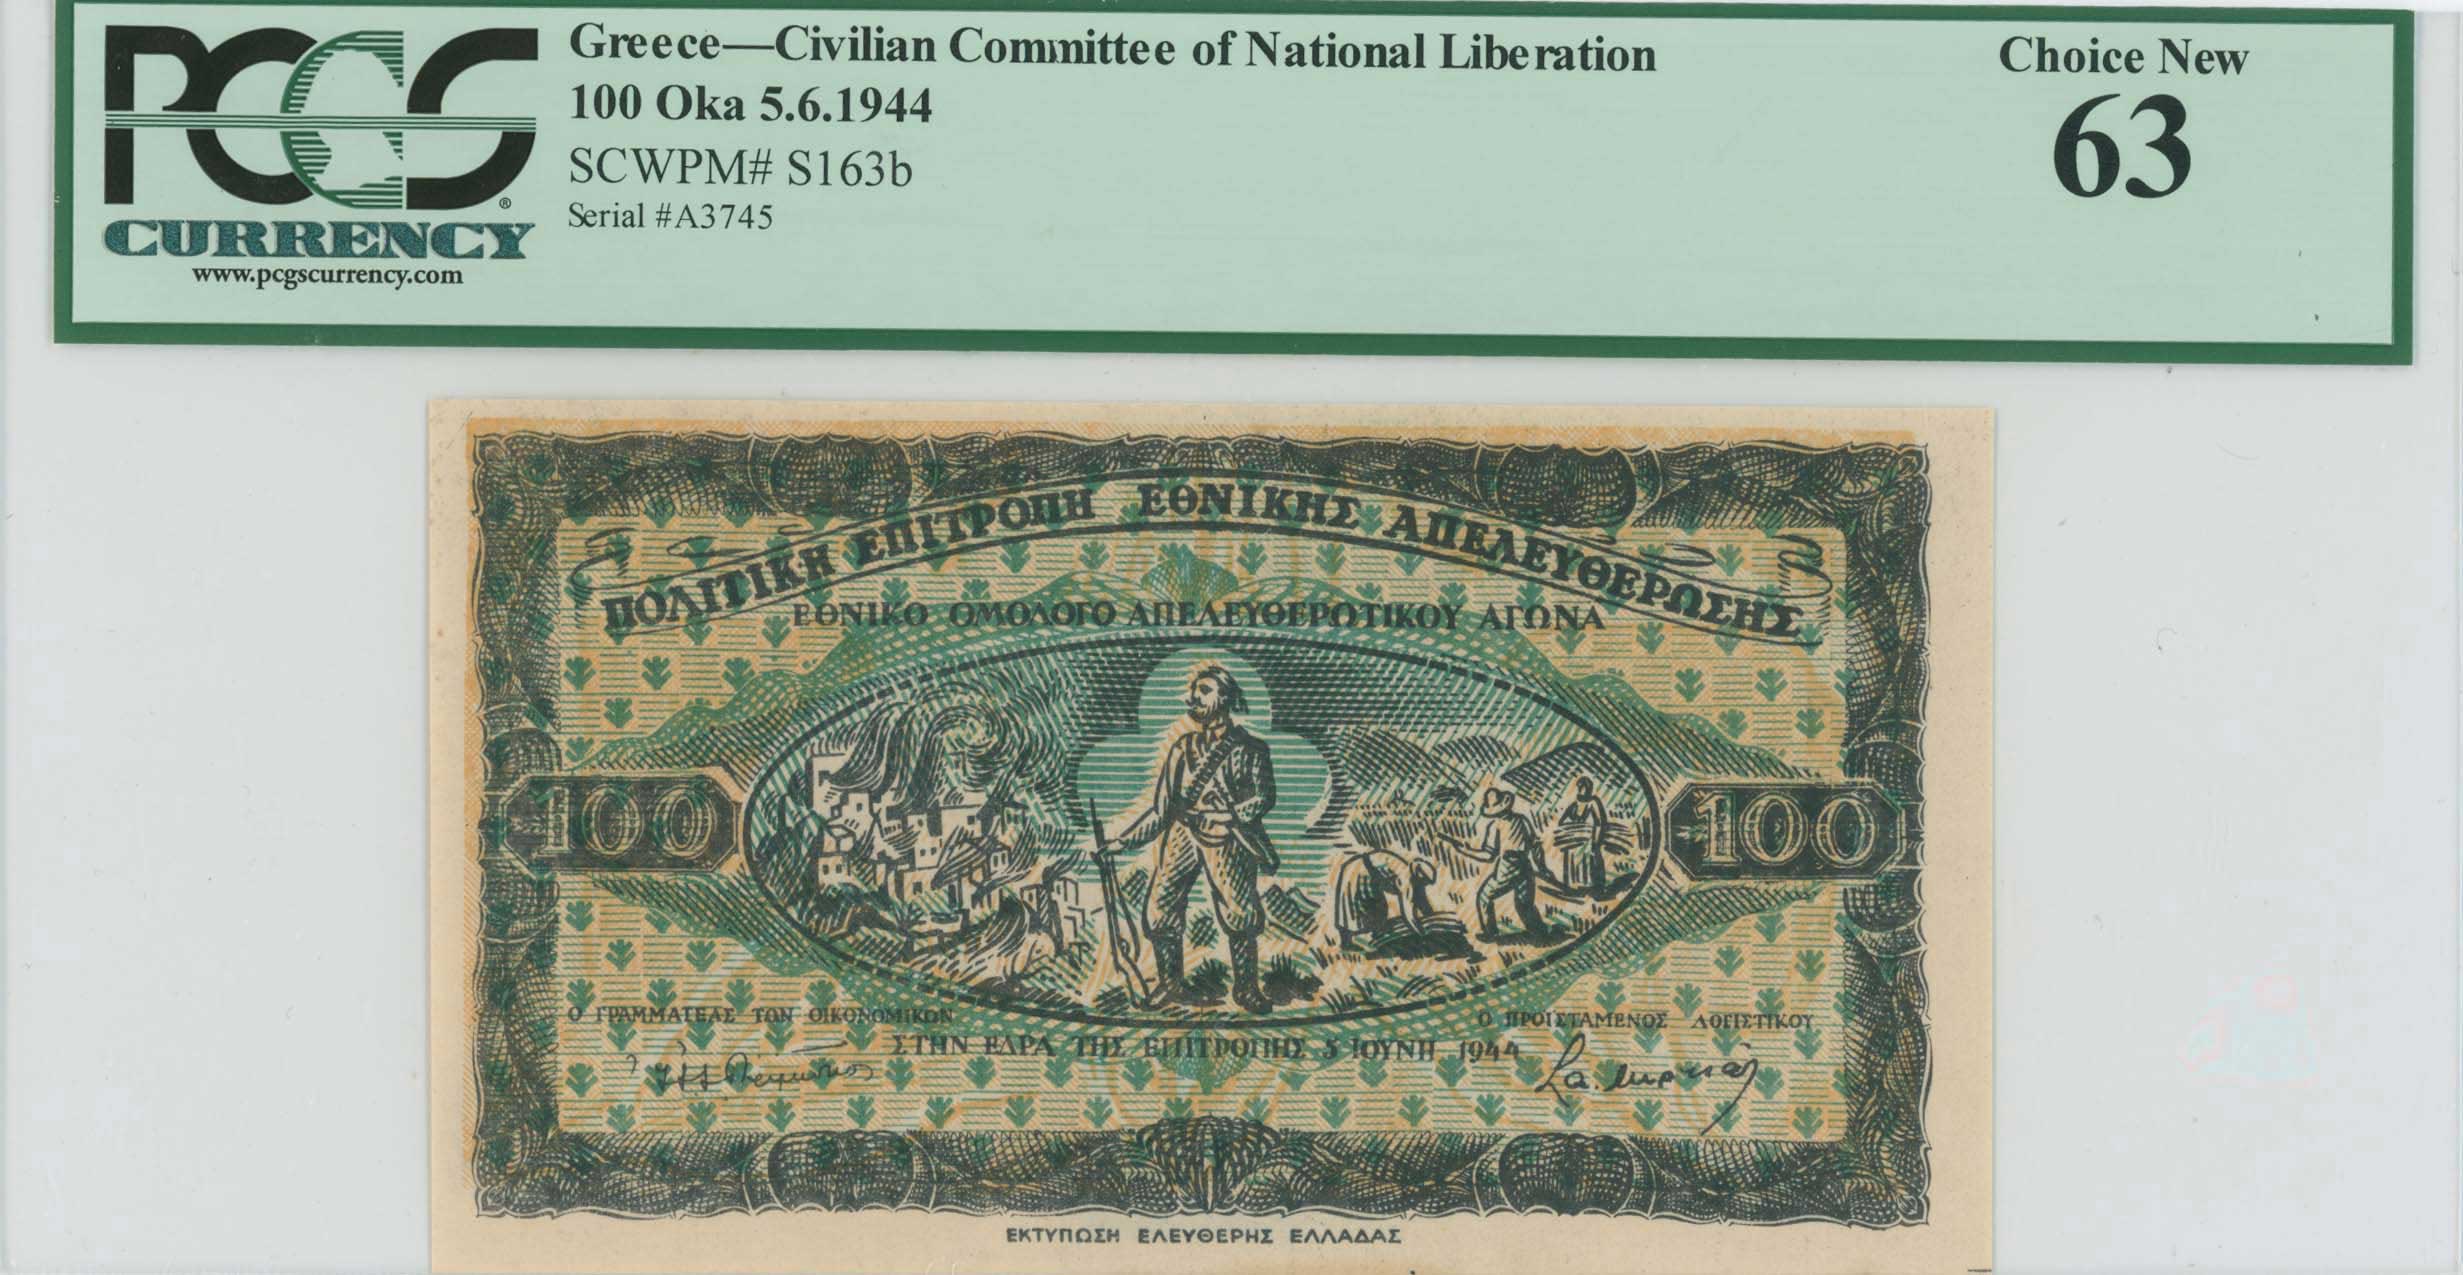 PCGS
CURRENCY
www.pcgscurrency.com
Greece—Civilian Committee of National Liberation
100 Oka 5.6.1944
SCWPM# S163b
Serial #A3745
Choice New
63
ΠΟΛΙΤΙΚΗ ΕΠΙΤΡΟΠΗ ΕΘΝΙΚΗΣ ΑΠΕΛΕΥΘΕΡΩΣΗΣ
ΕΘΝΙΚΟ ΟΜΟΛΟΓΟ ΑΠΕΛΕΥΘΕΡΩΤΙΚΟΥ ΑΓΩΝΑ
100
100
Ο ΓΡΑΜΜΑΤΕΑΣ ΤΩΝ ΟΙΚΟΝΟΜΙΚΩΝ
Ο ΠΡΟΪΣΤΑΜΕΝΟΣ ΛΟΓΙΣΤΙΚΟΥ
ΣΤΗΝ ΕΔΡΑ ΤΗΣ ΕΠΙΤΡΟΠΗΣ 5 ΙΟΥΝΗ 1944
ΕΚΤΥΠΩΣΗ ΕΛΕΥΘΕΡΗΣ ΕΛΛΑΔΑΣ